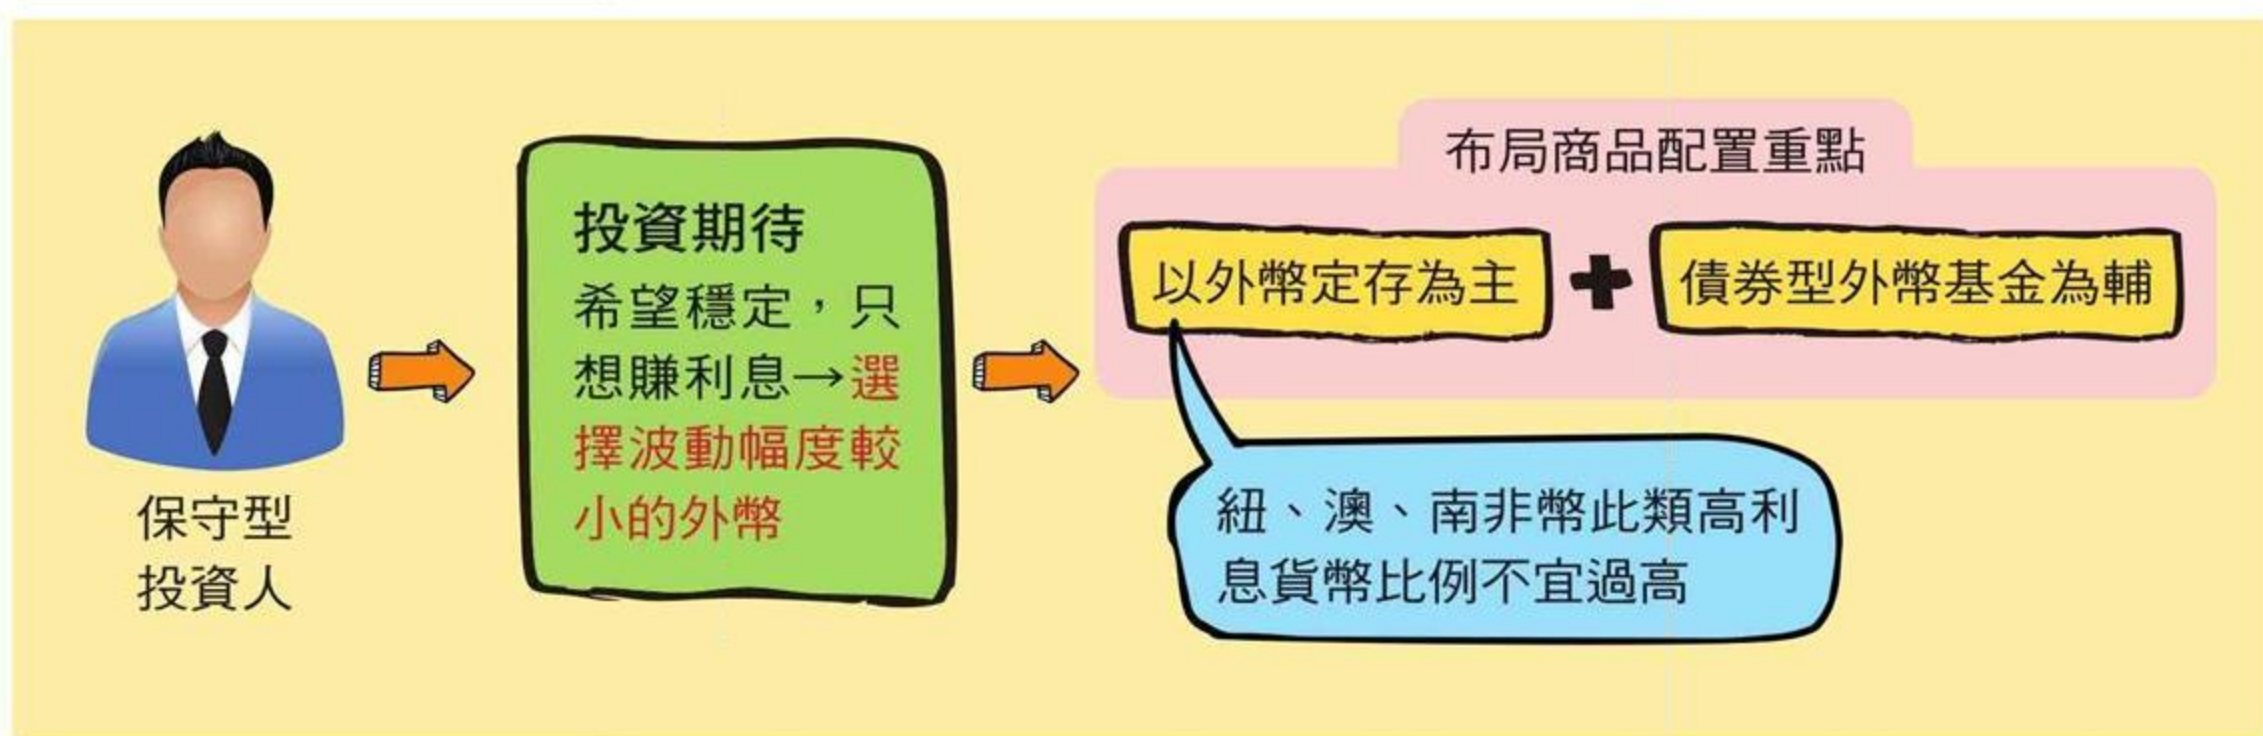 保守型
投資人
投資期待
希望穩定，只
想賺利息→選
擇波動幅度較
小的外幣
布局商品配置重點
以外幣定存為主
債券型外幣基金為輔
紐、澳、南非幣此類高利
息貨幣比例不宜過高